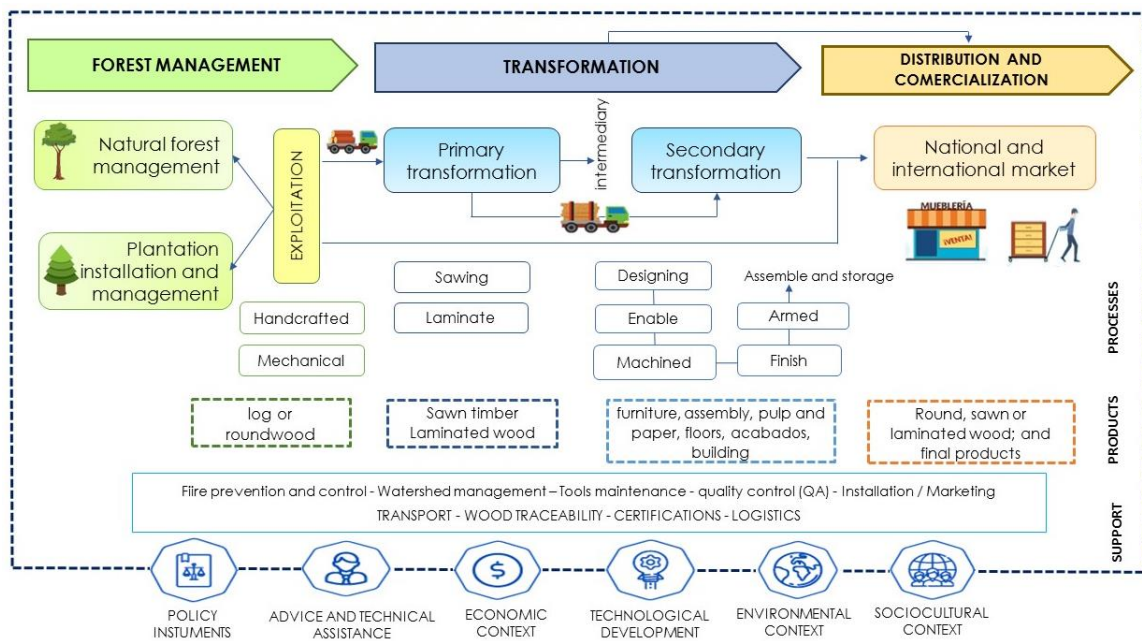 FOREST MANAGEMENT
TRANSFORMATION
DISTRIBUTION AND
COMERCIALIZATION
Natural forest
management
Plantation
installation and
management
EXPLOITATION
Primary
transformation
intermediary
Secondary
transformation
National and
international market
MUEBLERÍA
¡VENTA!
Handcrafted
Mechanical
Sawing
Laminate
Designing
Enable
Machined
Assemble and storage
Armed
Finish
PROCESSES
log or
roundwood
Sawn timber
Laminated wood
furniture, assembly, pulp and
paper, floors, acabados,
building
Round, sawn or
laminated wood; and
final products
PRODUCTS
Fiire prevention and control - Watershed management – Tools maintenance - quality control (QA) - Installation / Marketing
TRANSPORT - WOOD TRACEABILITY - CERTIFICATIONS - LOGISTICS
SUPPORT
POLICY
INSTUMENTS
ADVICE AND TECHNICAL
ASSISTANCE
ECONOMIC
CONTEXT
TECHNOLOGICAL
DEVELOPMENT
ENVIRONMENTAL
CONTEXT
SOCIOCULTURAL
CONTEXT